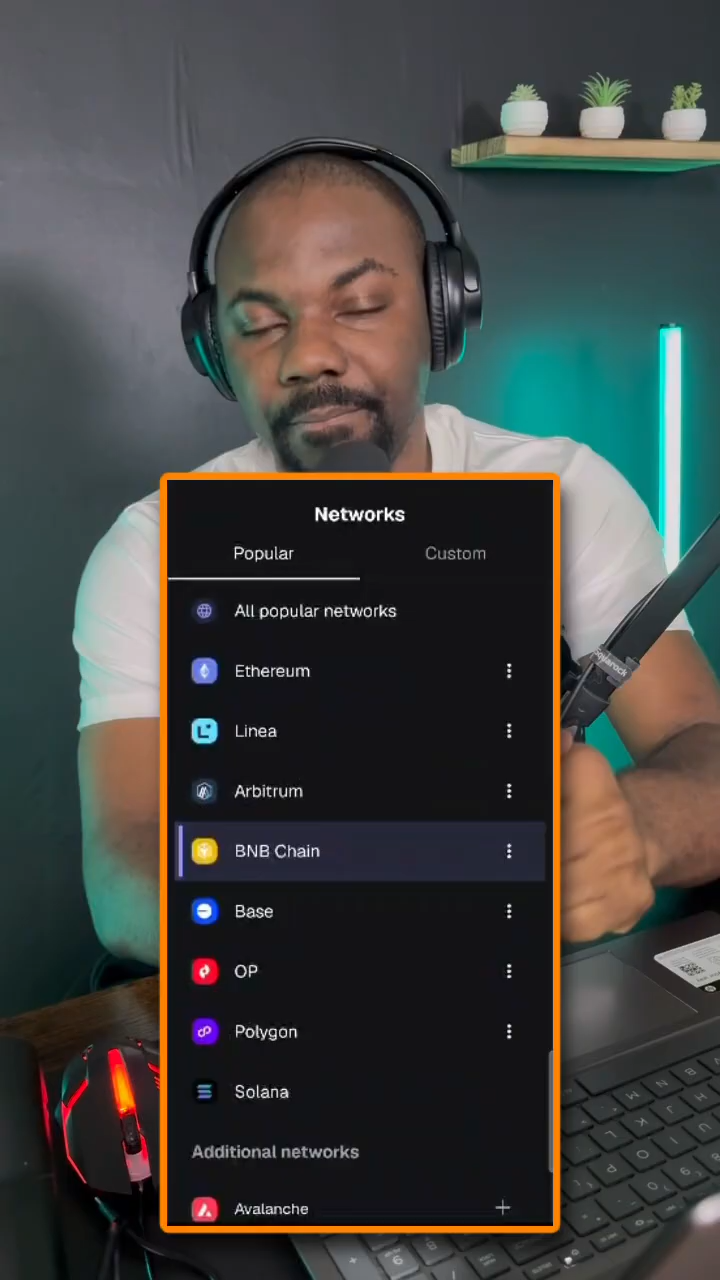 Networks
Popular
Custom
All popular networks
Ethereum
Linea
Arbitrum
BNB Chain
Base
OP
Polygon
Solana
Additional networks
Avalanche